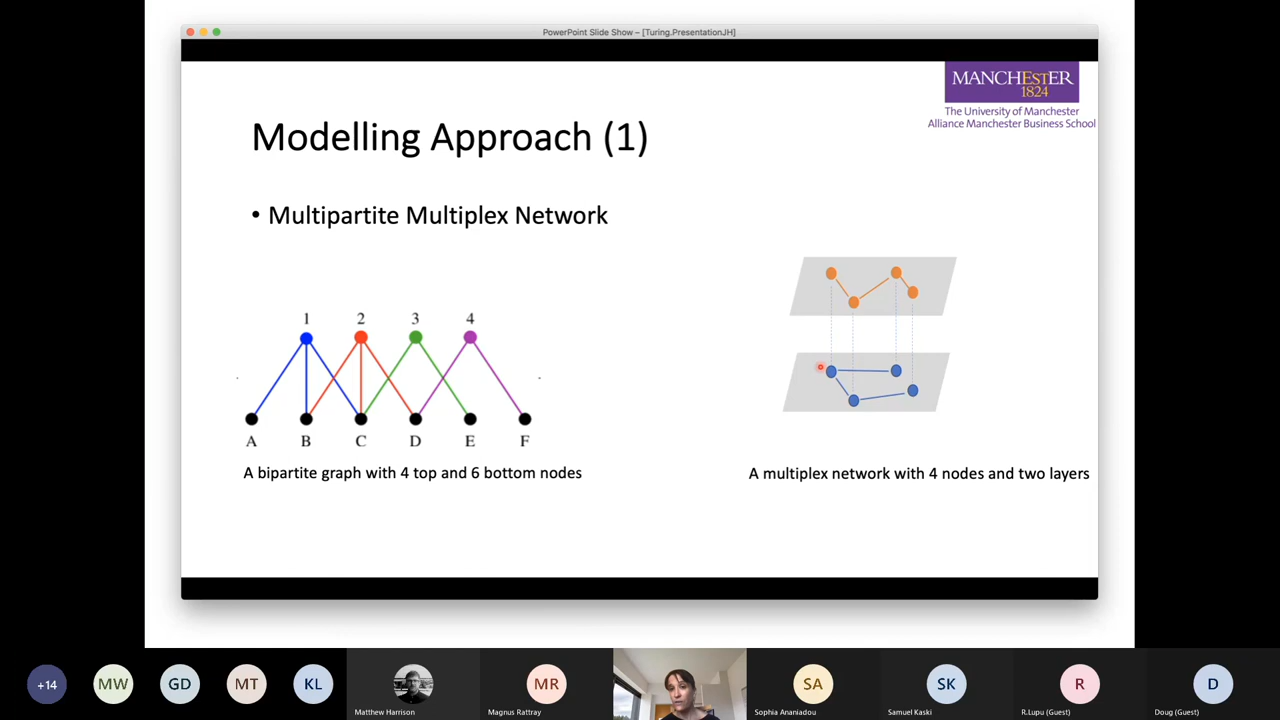 PowerPoint Slide Show – [Turing.PresentationJH]
MANCHESTER
1824
The University of Manchester
Alliance Manchester Business School
Modelling Approach (1)
• Multipartite Multiplex Network
1 2 3 4
A B C D E F
A bipartite graph with 4 top and 6 bottom nodes
A multiplex network with 4 nodes and two layers
+14 MW GD MT KL MR SA SK R D
Matthew Harrison Magnus Rattray Sophia Ananiadou Samuel Kaski R.Lupu (Guest) Doug (Guest)